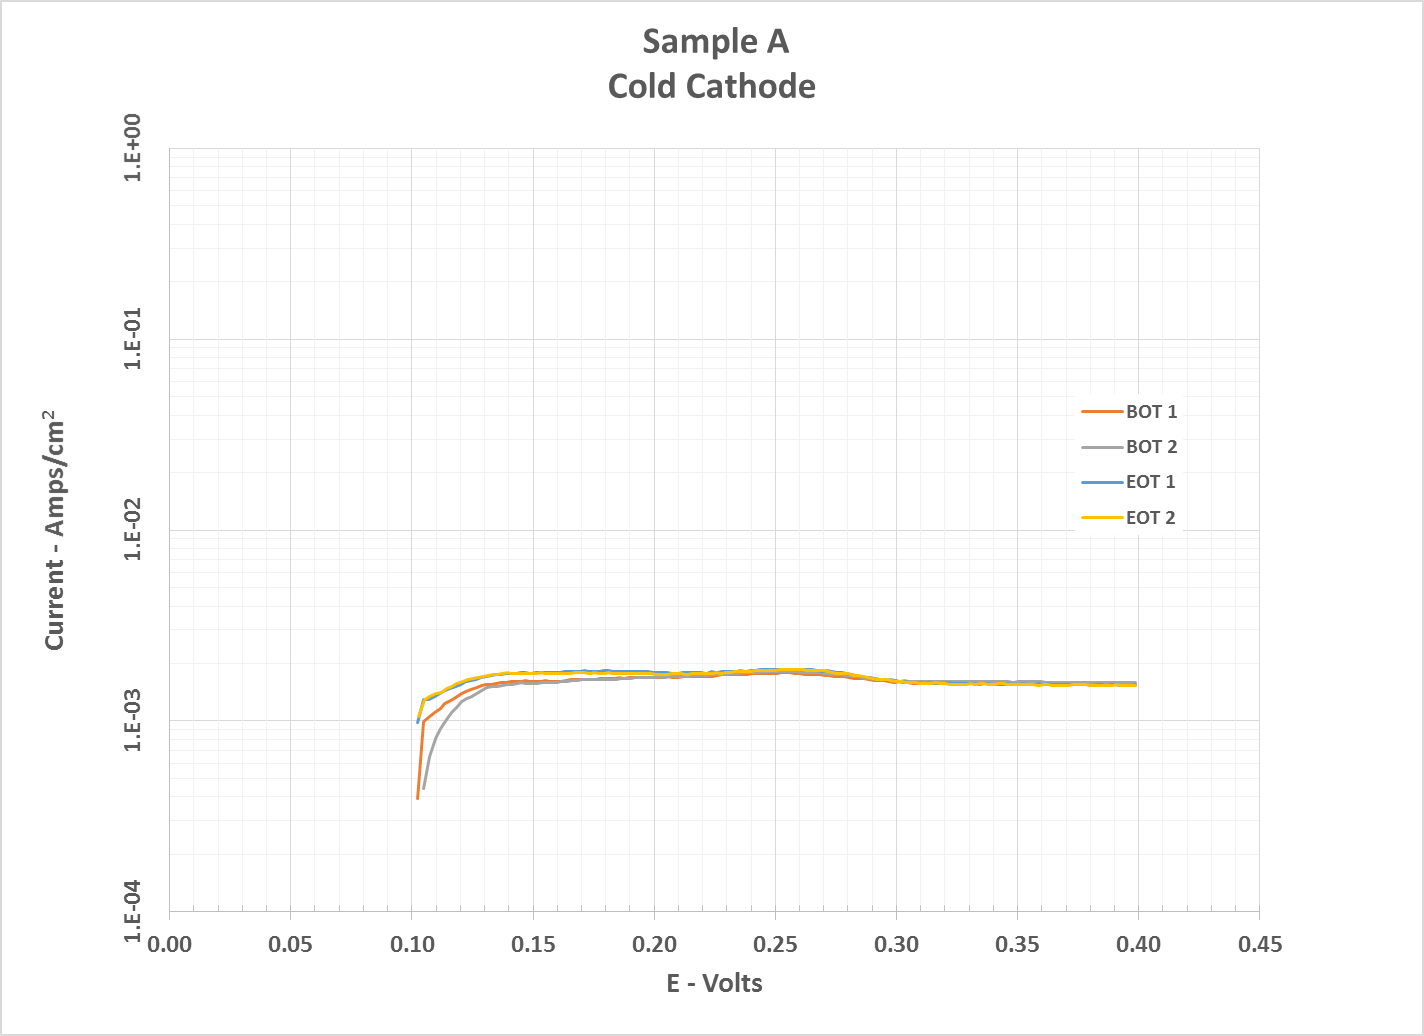 Sample A
Cold Cathode
1.E+00
1.E-01
1.E-02
1.E-03
1.E-04
Current - Amps/cm²
BOT 1
BOT 2
EOT 1
EOT 2
0.00 0.05 0.10 0.15 0.20 0.25 0.30 0.35 0.40 0.45
E - Volts